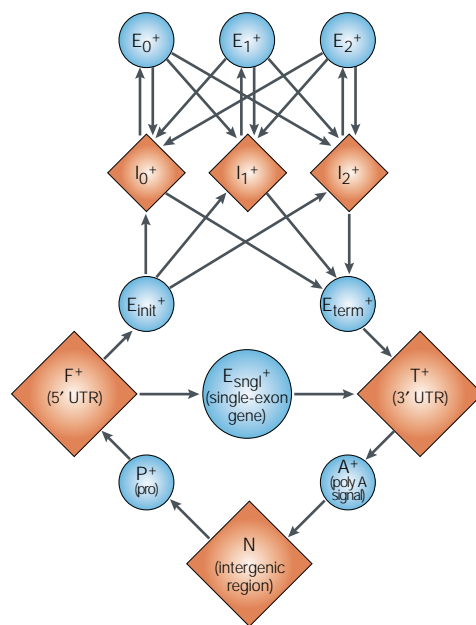 E0+ E1+ E2+
I0+ I1+ I2+
Einit+ Eterm+
F+
(5′ UTR)
Esngl+
(single-exon
gene)
T+
(3′ UTR)
P+
(pro)
A+
(poly A
signal)
N
(intergenic
region)